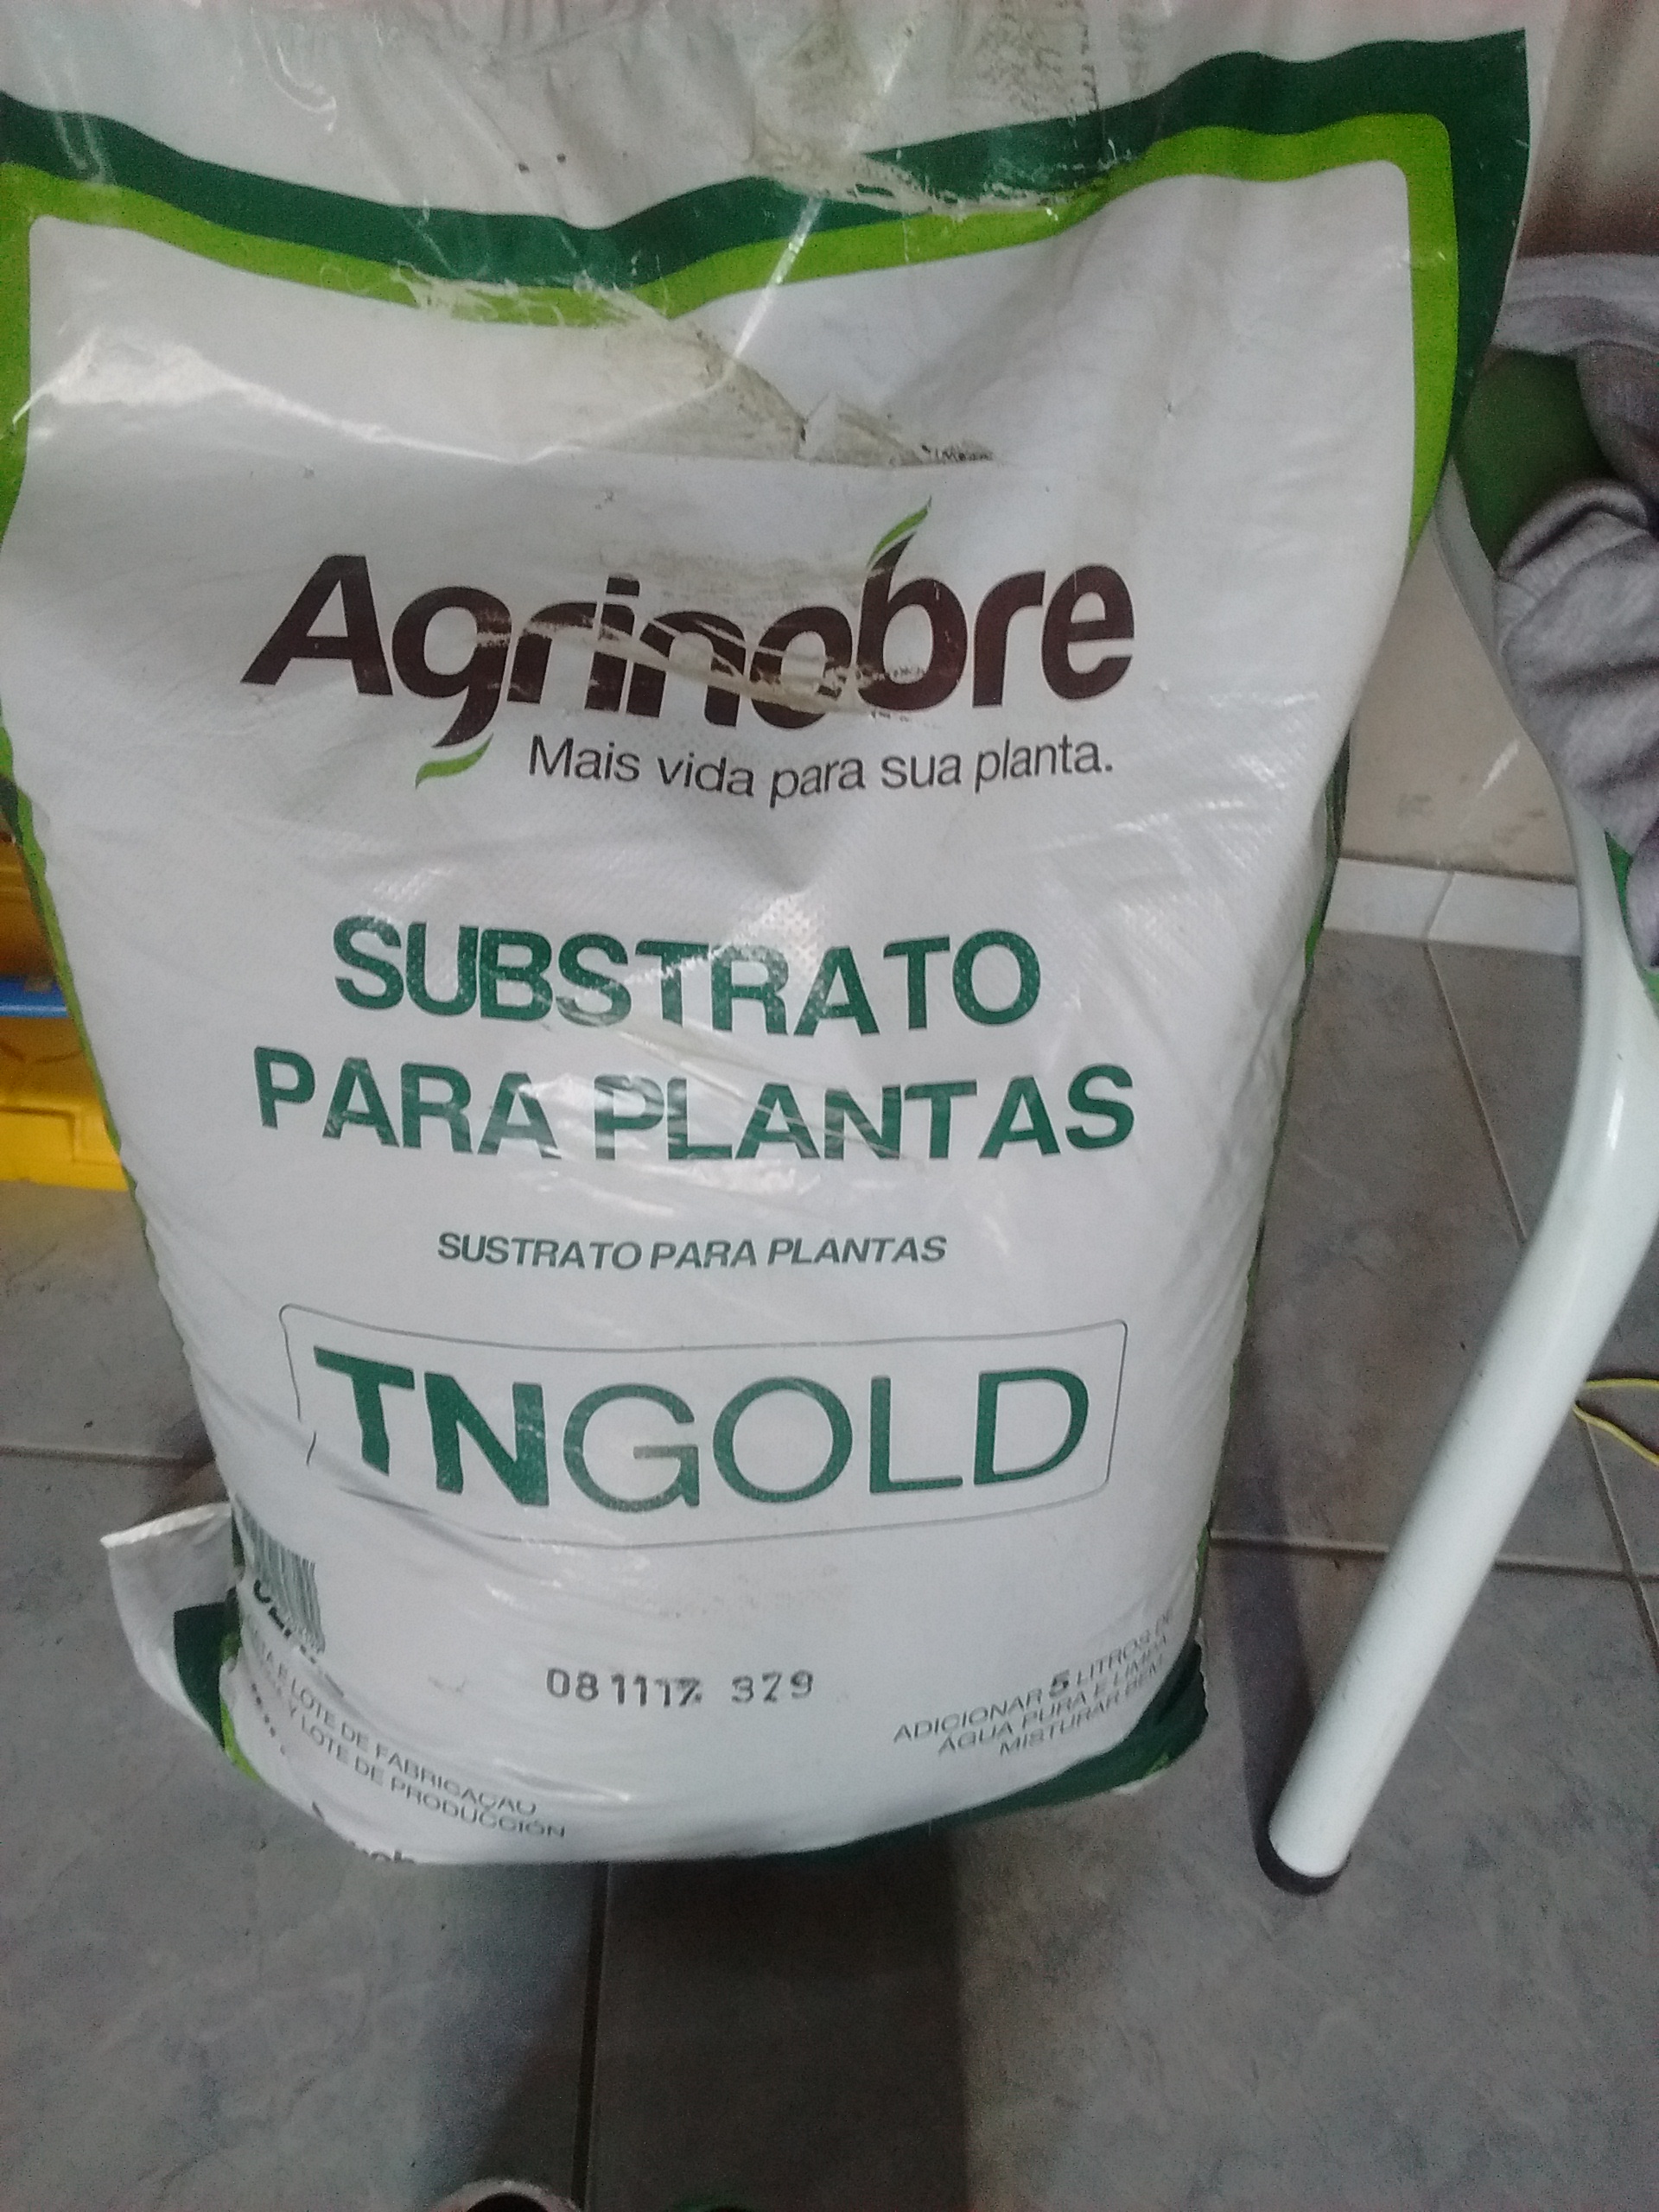 Agrinobre
Mais vida para sua planta.
SUBSTRATO
PARA PLANTAS
SUSTRATO PARA PLANTAS
TNGOLD
081117 379
E LOTE DE FABRICAÇÃO
Y LOTE DE PRODUCCIÓN
ADICIONAR 5 LITROS DE
ÁGUA PURA E LIMPA
MISTURAR BEM